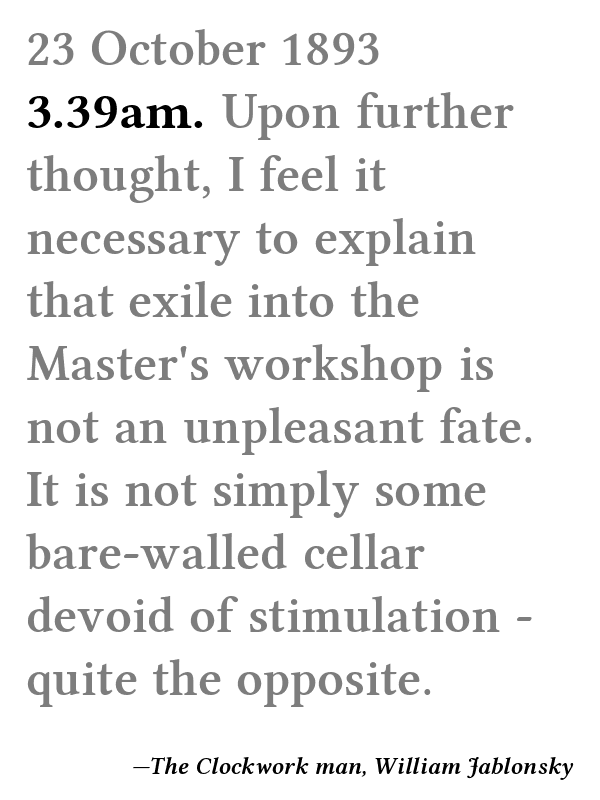 23 October 1893
3.39am. Upon further
thought, I feel it
necessary to explain
that exile into the
Master's workshop is
not an unpleasant fate.
It is not simply some
bare-walled cellar
devoid of stimulation -
quite the opposite.
—The Clockwork man, William Jablonsky